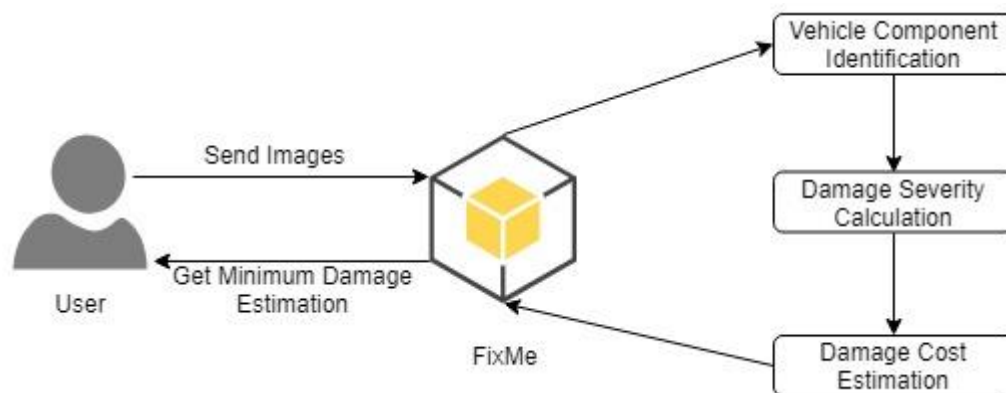 Vehicle Component
Identification
Send Images
Damage Severity
Calculation
Get Minimum Damage
Estimation
User
FixMe
Damage Cost
Estimation